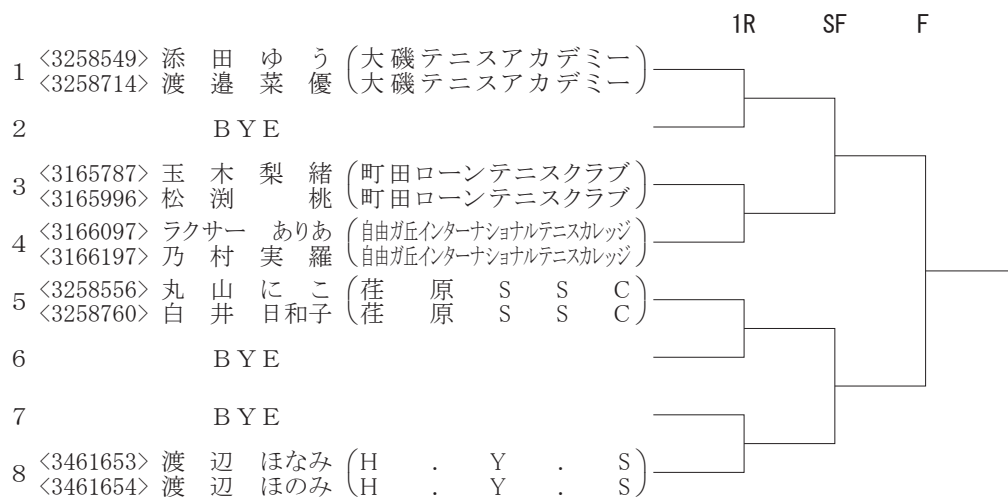 1R SF F
1 <3258549> 添田 ゆう (大磯テニスアカデミー)
<3258714> 渡邉菜優 (大磯テニスアカデミー)
2 BYE
3 <3165787> 玉木梨緒 (町田ローンテニスクラブ)
<3165996> 松渕 桃 (町田ローンテニスクラブ)
4 <3166097> ラクサー ありあ (自由ガ丘インターナショナルテニスカレッジ)
<3166197> 乃村実羅 (自由ガ丘インターナショナルテニスカレッジ)
5 <3258556> 丸山にこ (荏原SSC)
<3258760> 白井日和子 (荏原SSC)
6 BYE
7 BYE
8 <3461653> 渡辺ほなみ (H.Y.S)
<3461654> 渡辺ほのみ (H.Y.S)